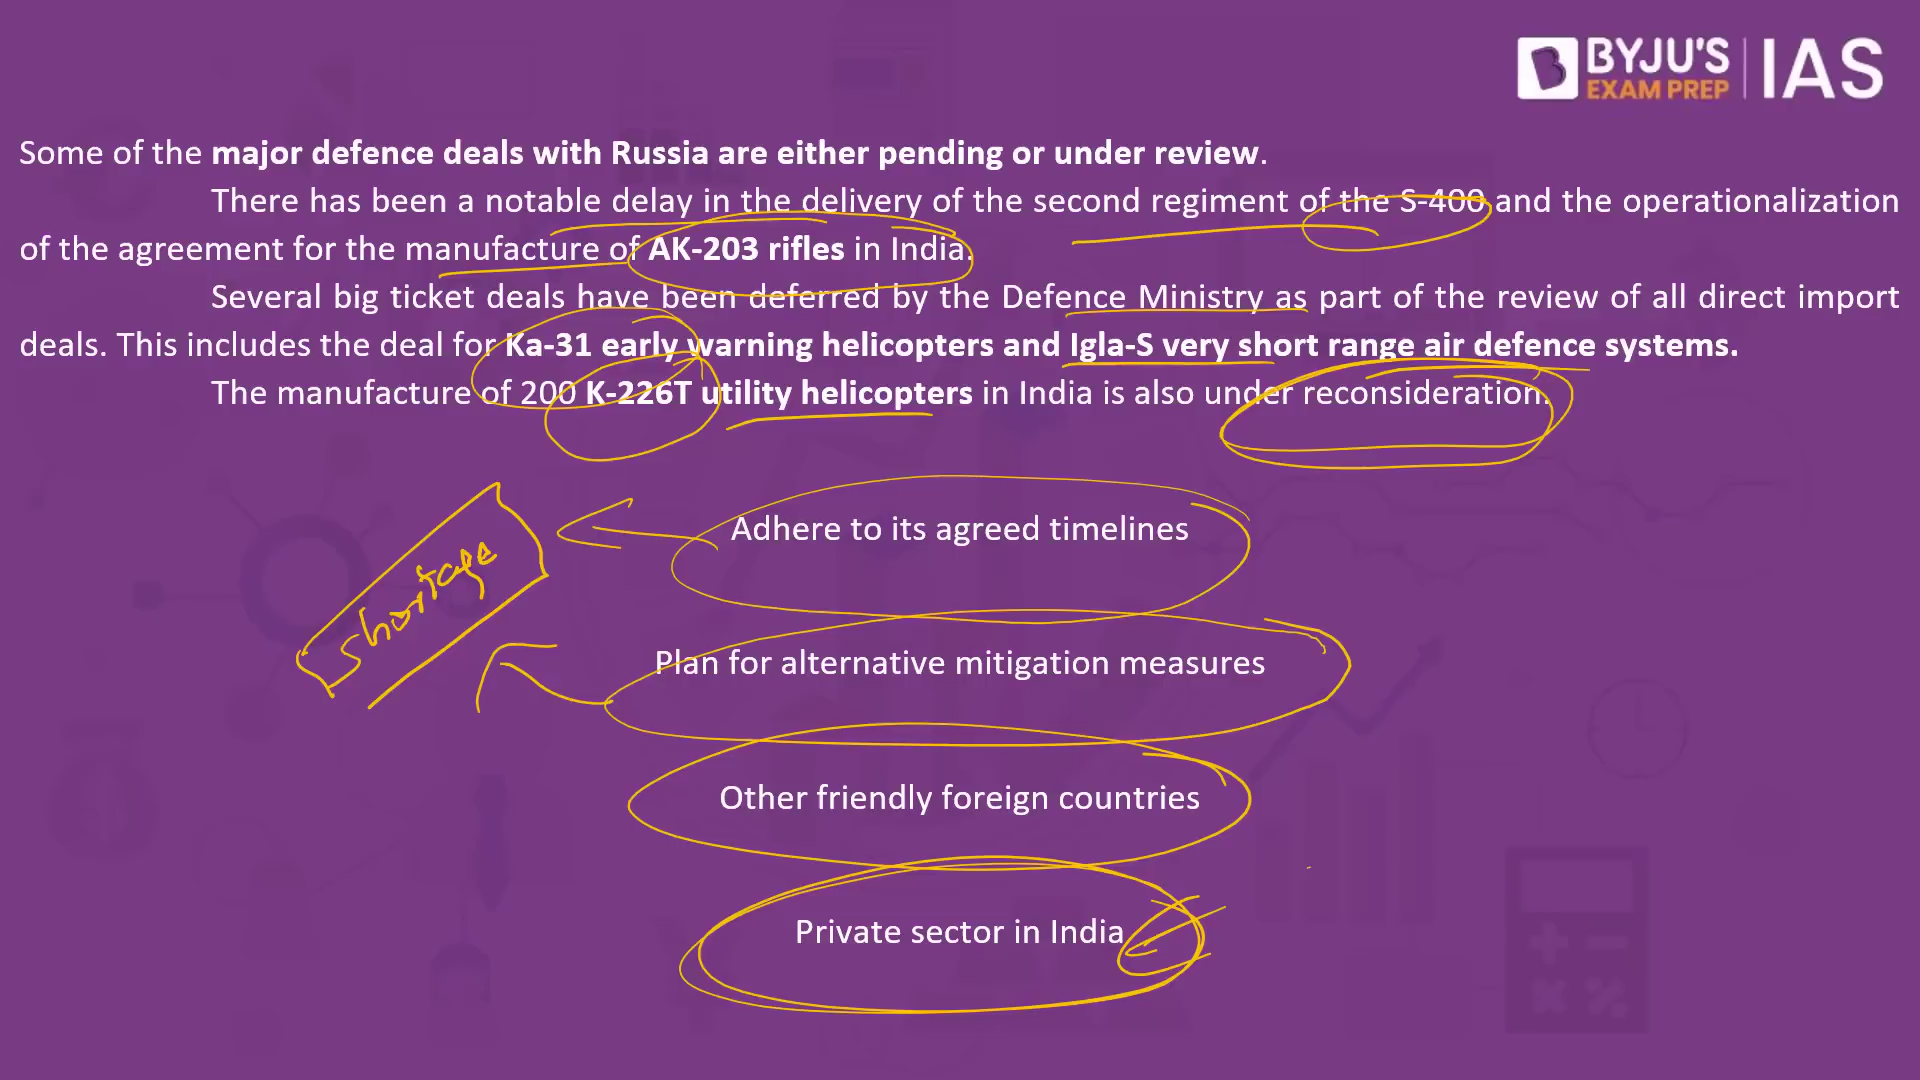 BYJU'S
EXAM PREP
IAS
Some of the major defence deals with Russia are either pending or under review.
There has been a notable delay in the delivery of the second regiment of the S-400 and the operationalization
of the agreement for the manufacture of AK-203 rifles in India.
Several big ticket deals have been deferred by the Defence Ministry as part of the review of all direct import
deals. This includes the deal for Ka-31 early warning helicopters and Igla-S very short range air defence systems.
The manufacture of 200 K-226T utility helicopters in India is also under reconsideration.
Adhere to its agreed timelines
Shortage
Plan for alternative mitigation measures
Other friendly foreign countries
Private sector in India